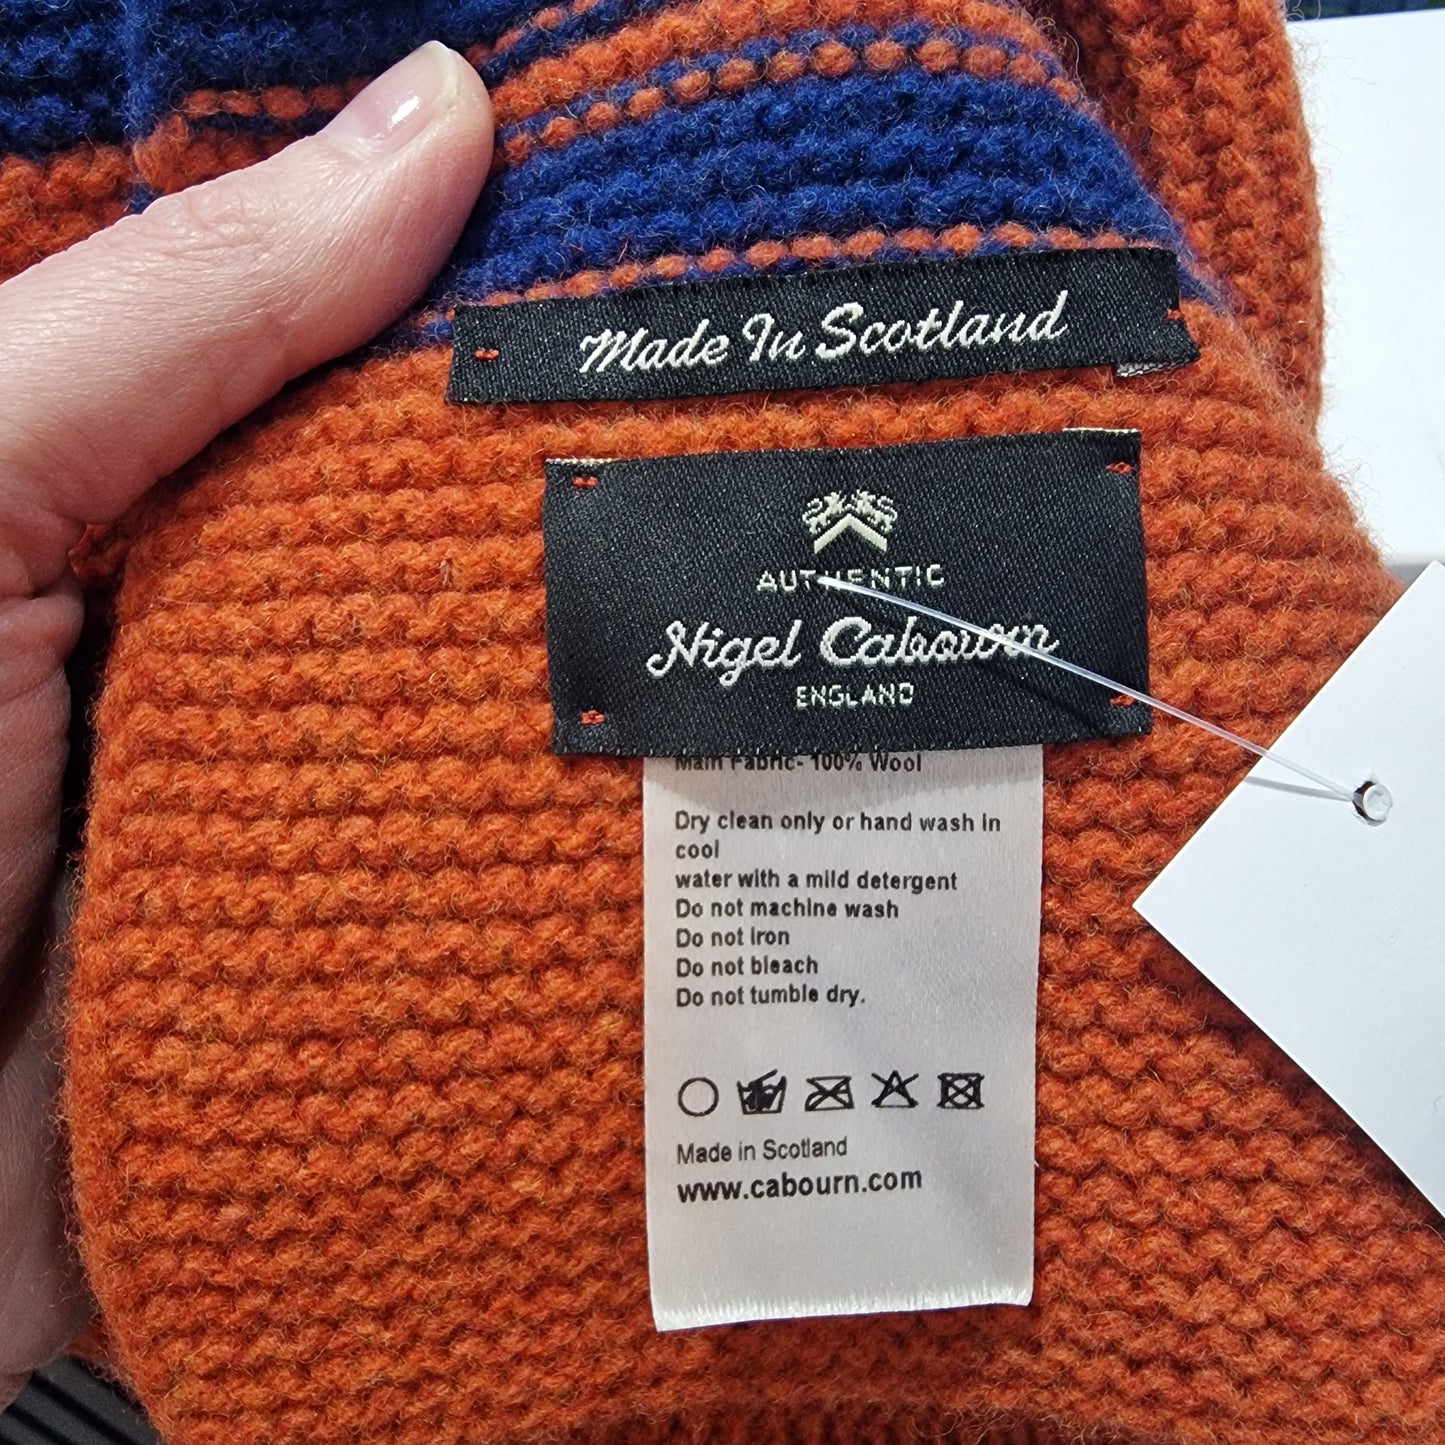 Made In Scotland
AUTHENTIC
Nigel Cabourn
ENGLAND
Main Fabric- 100% Wool
Dry clean only or hand wash in
cool
water with a mild detergent
Do not machine wash
Do not iron
Do not bleach
Do not tumble dry.
Made in Scotland
www.cabourn.com